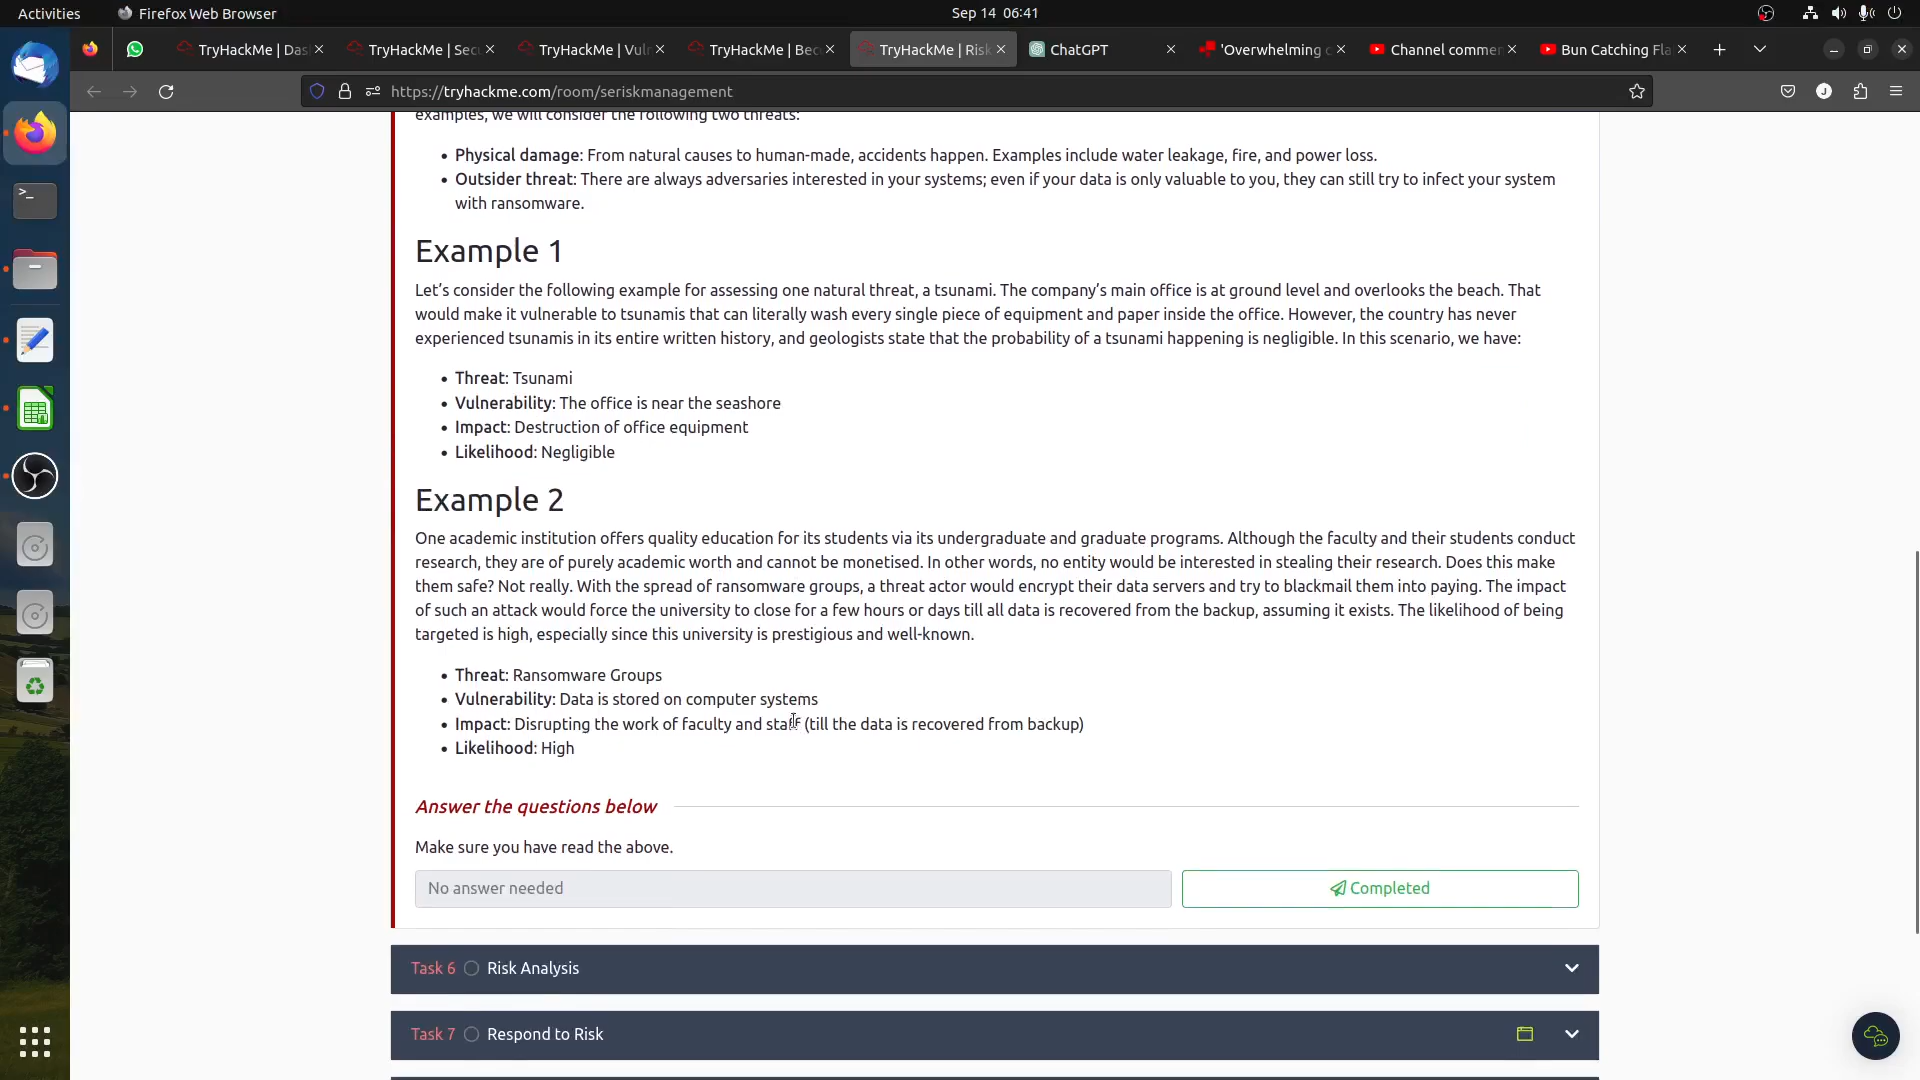 Activities
Firefox Web Browser
Sep 14 06:41
TryHackMe | Das
TryHackMe | Sec
TryHackMe | Vuln
TryHackMe | Bec
TryHackMe | Risk
ChatGPT
'Overwhelming c
Channel commen
Bun Catching Fla
https://tryhackme.com/room/seriskmanagement
J
examples, we will consider the following two threats:
• Physical damage: From natural causes to human-made, accidents happen. Examples include water leakage, fire, and power loss.
• Outsider threat: There are always adversaries interested in your systems; even if your data is only valuable to you, they can still try to infect your system
with ransomware.
Example 1
Let's consider the following example for assessing one natural threat, a tsunami. The company's main office is at ground level and overlooks the beach. That
would make it vulnerable to tsunamis that can literally wash every single piece of equipment and paper inside the office. However, the country has never
experienced tsunamis in its entire written history, and geologists state that the probability of a tsunami happening is negligible. In this scenario, we have:
• Threat: Tsunami
• Vulnerability: The office is near the seashore
• Impact: Destruction of office equipment
• Likelihood: Negligible
Example 2
One academic institution offers quality education for its students via its undergraduate and graduate programs. Although the faculty and their students conduct
research, they are of purely academic worth and cannot be monetised. In other words, no entity would be interested in stealing their research. Does this make
them safe? Not really. With the spread of ransomware groups, a threat actor would encrypt their data servers and try to blackmail them into paying. The impact
of such an attack would force the university to close for a few hours or days till all data is recovered from the backup, assuming it exists. The likelihood of being
targeted is high, especially since this university is prestigious and well-known.
• Threat: Ransomware Groups
• Vulnerability: Data is stored on computer systems
• Impact: Disrupting the work of faculty and staff (till the data is recovered from backup)
• Likelihood: High
Answer the questions below
Make sure you have read the above.
No answer needed
Completed
Task 6 Risk Analysis
Task 7 Respond to Risk